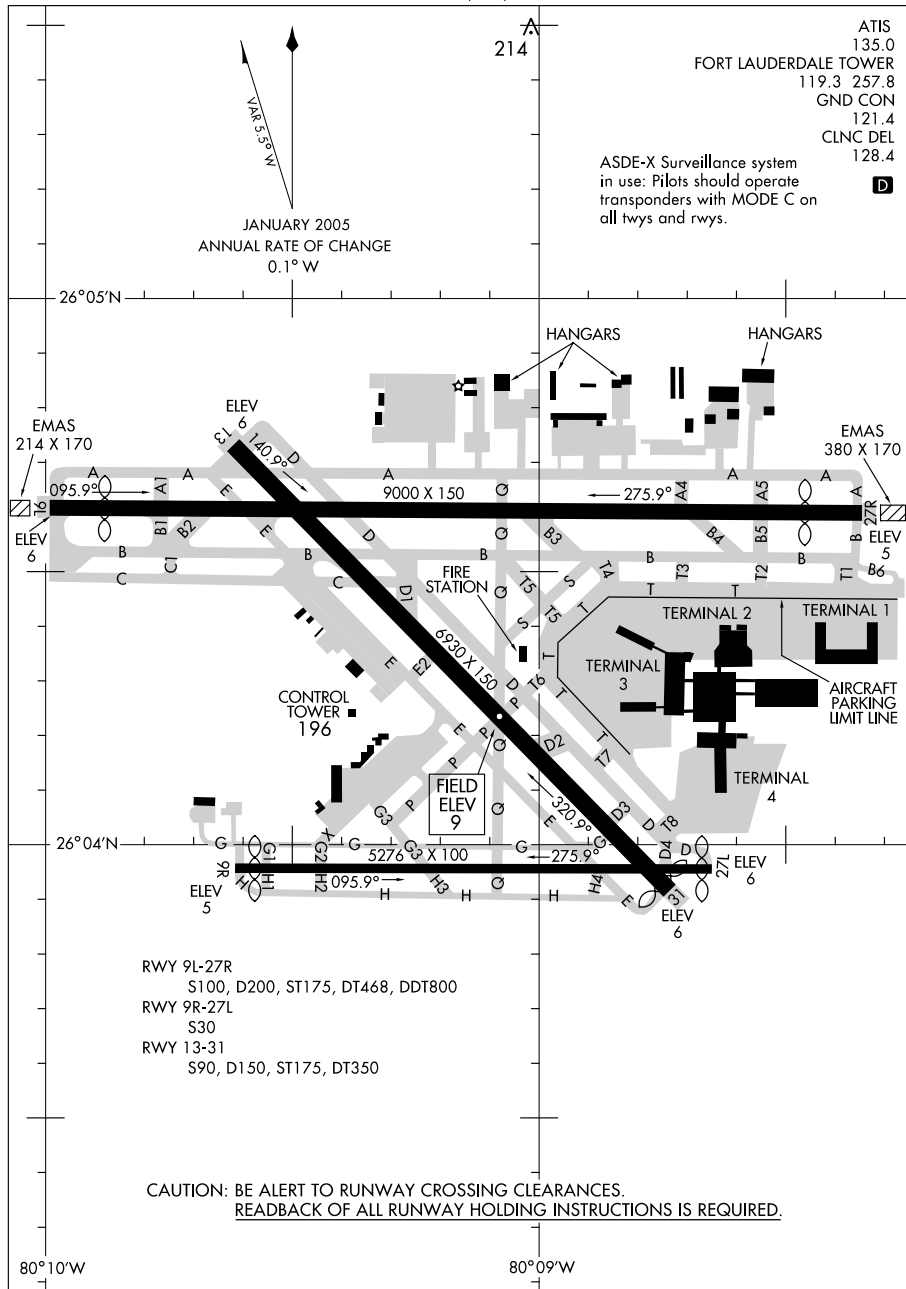 214
ATIS
135.0
FORT LAUDERDALE TOWER
119.3 257.8
GND CON
121.4
CLNC DEL
128.4
D
ASDE-X Surveillance system
in use: Pilots should operate
transponders with MODE C on
all twys and rwys.
VAR 5.5° W
JANUARY 2005
ANNUAL RATE OF CHANGE
0.1° W
26°05'N
HANGARS
HANGARS
ELEV
6
13
140.9°
D
EMAS
214 X 170
EMAS
380 X 170
A
A1
A
E
A
Q
A
A4
A5
A
A
095.9°
9000 X 150
275.9°
9L
27R
ELEV
6
ELEV
5
B1
B2
E
D
B3
B4
B5
B
B
C1
B
B
Q
B
B
B6
C
C
D1
FIRE
STATION
T5
S
T4
T3
T2
T
T
T1
Q
T5
S
T
TERMINAL 2
TERMINAL 1
E
E2
6930 X 150
T
TERMINAL
3
D
T6
P
T
AIRCRAFT
PARKING
LIMIT LINE
CONTROL
TOWER
196
E
P
Q
D2
T
T7
P
FIELD
ELEV
9
TERMINAL
4
320.9°
G3
P
Q
E
D3
D
T8
26°04'N
X
G
G1
G2
G
G3
G
G
D4
D
9R
5276 X 100
275.9°
27L
ELEV
6
ELEV
5
H
H1
H2
095.9°
H3
Q
H4
H
H
H
E
31
ELEV
6
RWY 9L-27R
S100, D200, ST175, DT468, DDT800
RWY 9R-27L
S30
RWY 13-31
S90, D150, ST175, DT350
CAUTION: BE ALERT TO RUNWAY CROSSING CLEARANCES.
READBACK OF ALL RUNWAY HOLDING INSTRUCTIONS IS REQUIRED.
80°10'W
80°09'W